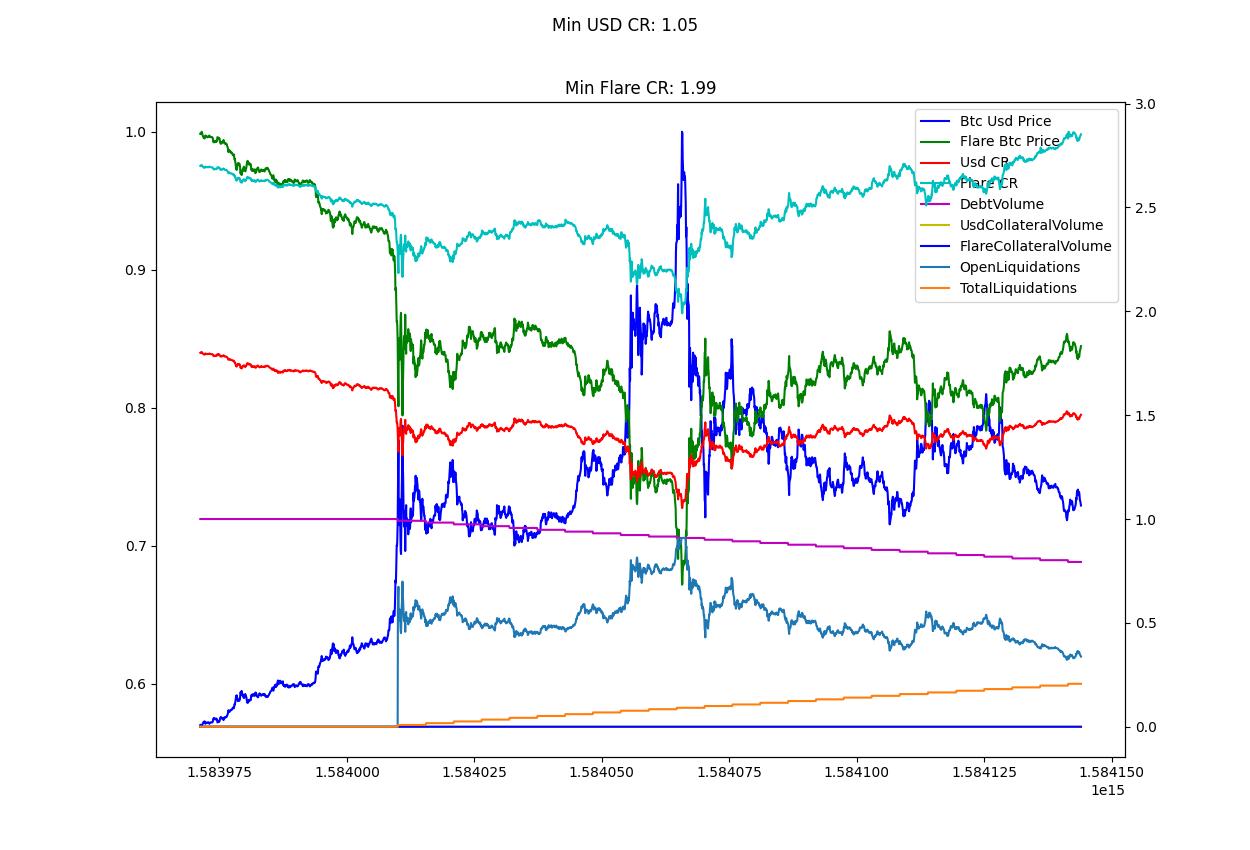 Min USD CR: 1.05
Min Flare CR: 1.99
1.0
0.9
0.8
0.7
0.6
3.0
2.5
2.0
1.5
1.0
0.5
0.0
Btc Usd Price
Flare Btc Price
Usd CR
Flare CR
DebtVolume
UsdCollateralVolume
FlareCollateralVolume
OpenLiquidations
TotalLiquidations
1.583975
1.584000
1.584025
1.584050
1.584075
1.584100
1.584125
1.584150
1e15